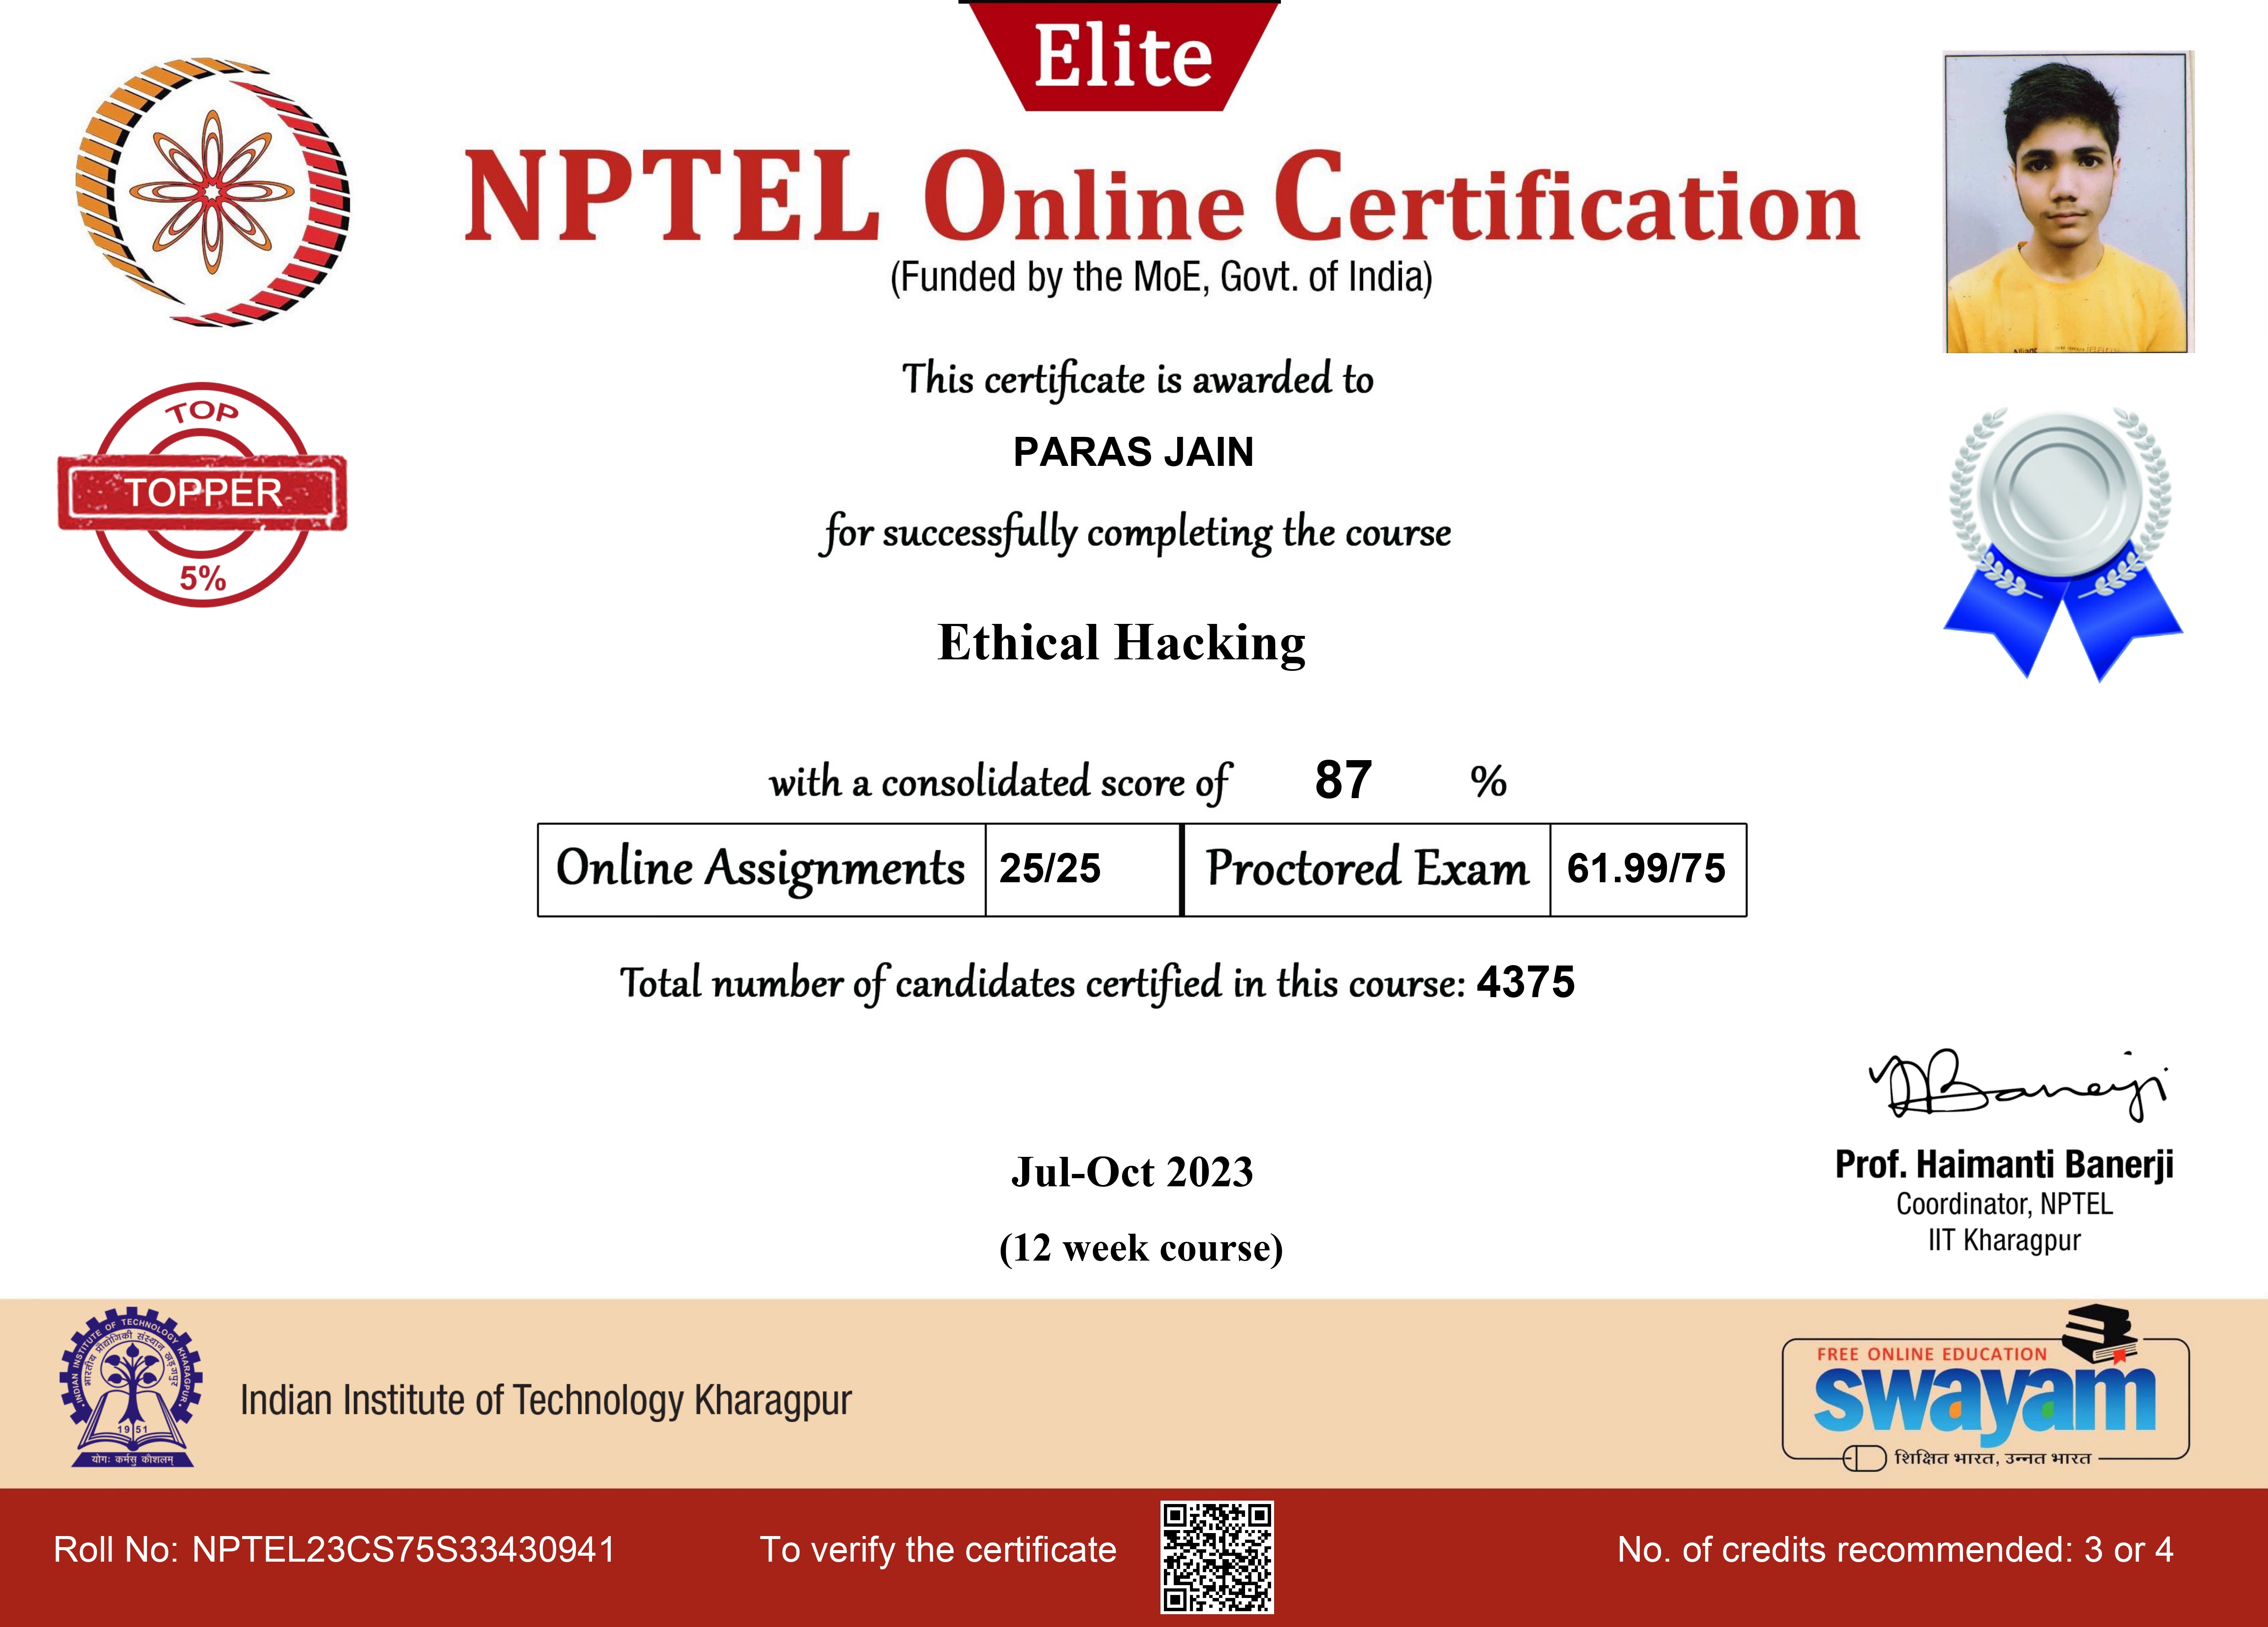 Elite
NPTEL Online Certification
(Funded by the MoE, Govt. of India)
This certificate is awarded to
PARAS JAIN
for successfully completing the course
TOP
TOPPER
5%
Ethical Hacking
with a consolidated score of 87 %
Online Assignments 25/25 Proctored Exam 61.99/75
Total number of candidates certified in this course: 4375
Banerji
Prof. Haimanti Banerji
Coordinator, NPTEL
IIT Kharagpur
Jul-Oct 2023
(12 week course)
INDIAN INSTITUTE OF TECHNOLOGY KHARAGPUR
भारतीय प्रौद्योगिकी संस्थान खड़गपुर
1951
योगः कर्मसु कौशलम्
Indian Institute of Technology Kharagpur
FREE ONLINE EDUCATION
swayam
शिक्षित भारत, उन्नत भारत
Roll No: NPTEL23CS75S33430941
To verify the certificate
No. of credits recommended: 3 or 4